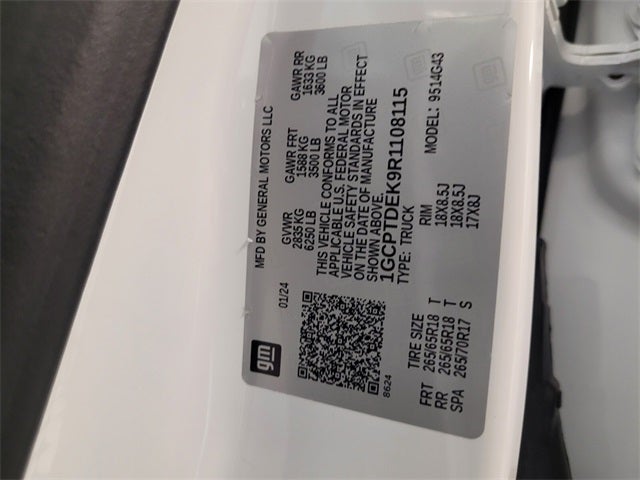 gm
MFD BY GENERAL MOTORS LLC
01/24
GVWR GAWR FRT GAWR RR
2835 KG 1588 KG 1633 KG
6250 LB 3500 LB 3600 LB
THIS VEHICLE CONFORMS TO ALL
APPLICABLE U.S. FEDERAL MOTOR
VEHICLE SAFETY STANDARDS IN EFFECT
ON THE DATE OF MANUFACTURE
SHOWN ABOVE.
1GCPTDEK9R1108115
TYPE: TRUCK MODEL: 9514G43
8624
TIRE SIZE RIM
FRT 265/65R18 T 18X8.5J
RR 265/65R18 T 18X8.5J
SPA 265/70R17 S 17X8J